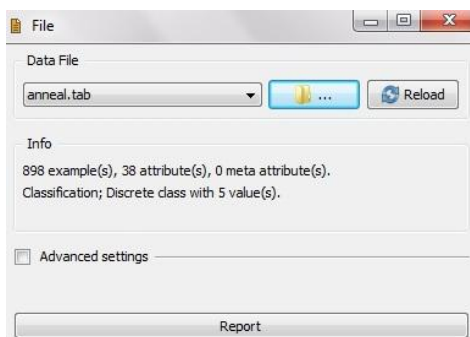 File
Data File
anneal.tab
...
Reload
Info
898 example(s), 38 attribute(s), 0 meta attribute(s).
Classification; Discrete class with 5 value(s).
Advanced settings
Report